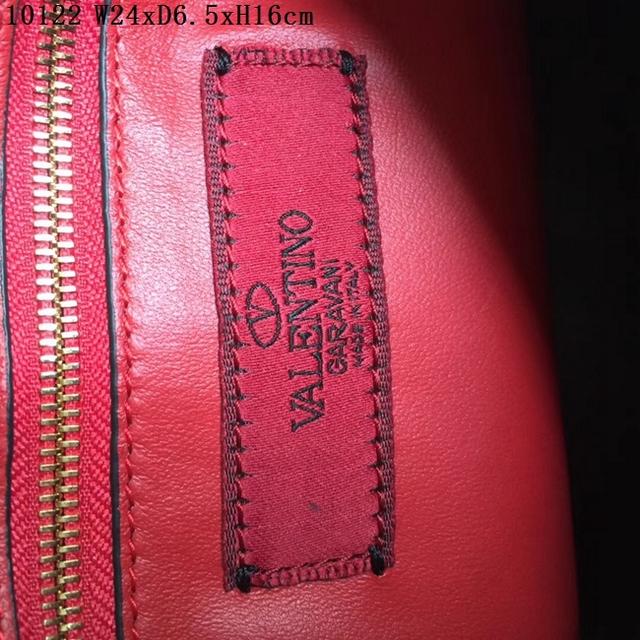 10122 W24xD6.5xH16cm
V
VALENTINO
GARAVANI
MADE IN ITALY